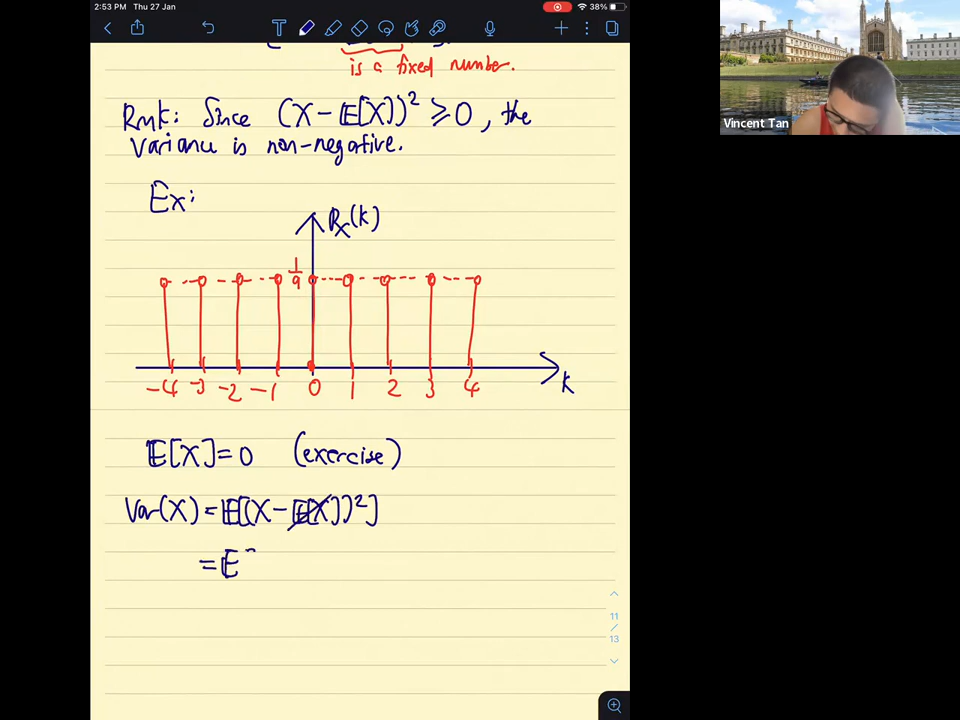 2:53 PM Thu 27 Jan
38%
is a fixed number.
Rmk: Since (X-𝔼[X])² ≥ 0, the
variance is non-negative.
Ex:
Pₓ(k)
1/9
-4 -3 -2 -1 0 1 2 3 4
k
𝔼[X]=0 (exercise)
Var(X) = 𝔼[(X-𝔼[X])²]
= 𝔼
11
/
13
Vincent Tan